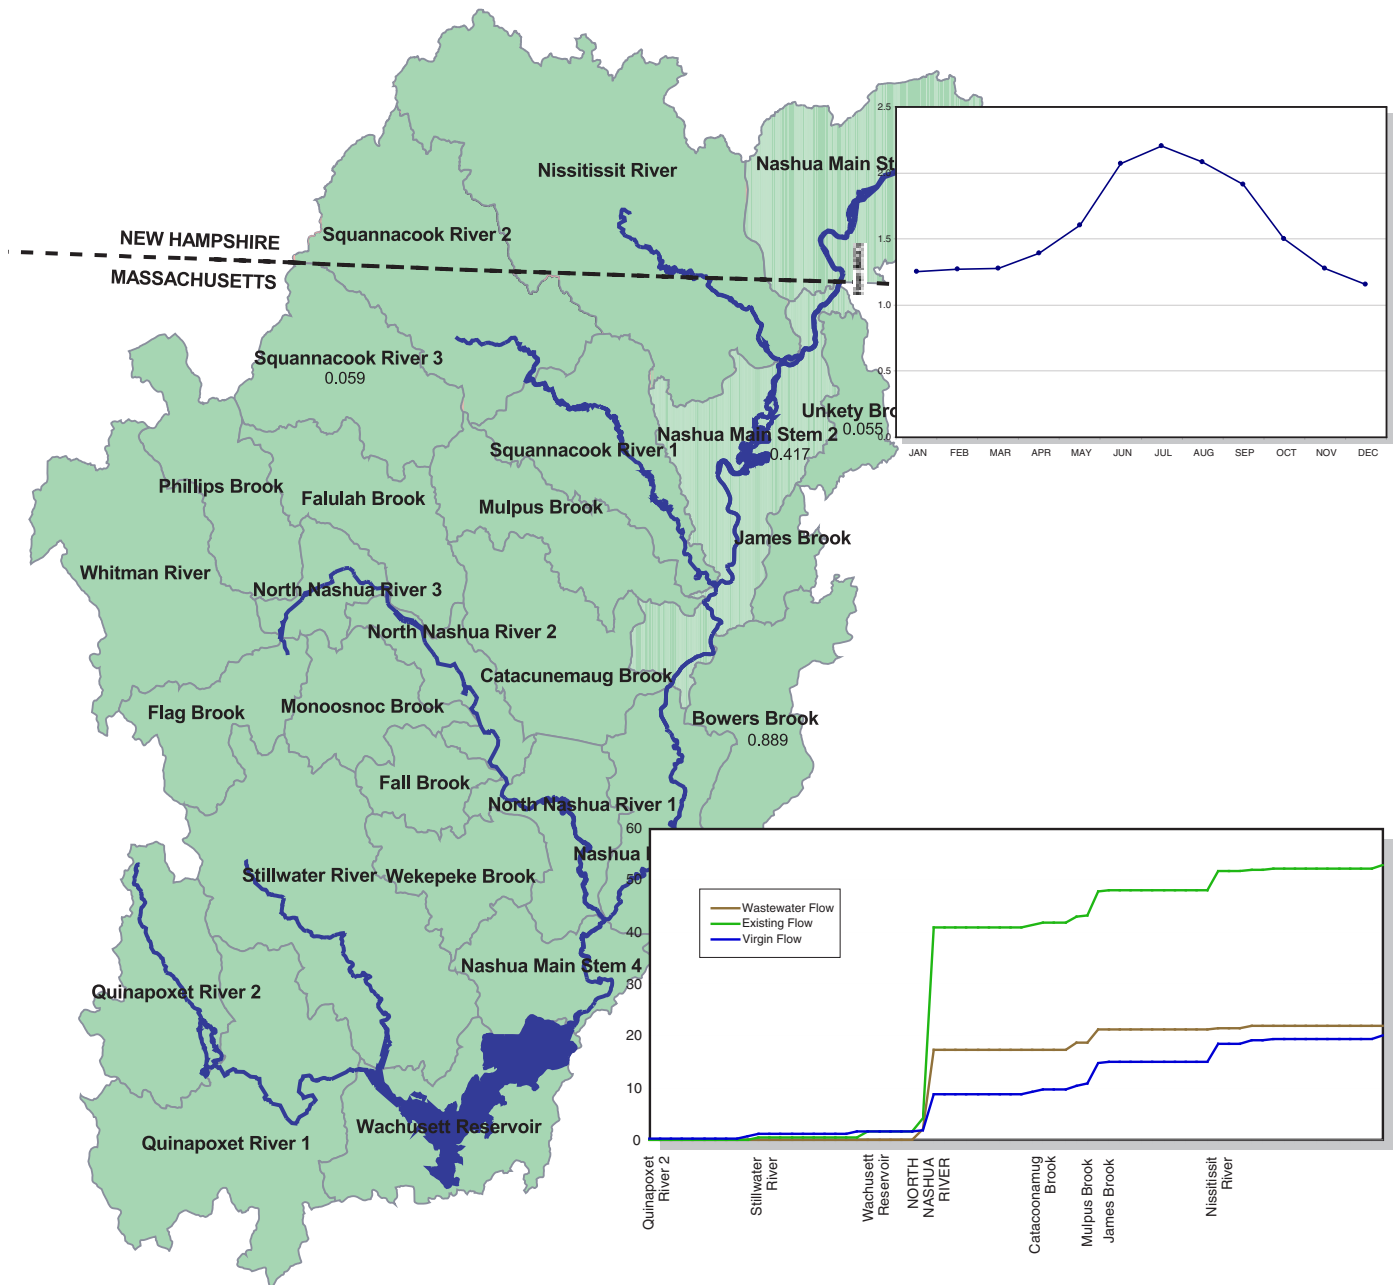 Nissitissit River
Nashua Main St
Squannacook River 2
NEW HAMPSHIRE
MASSACHUSETTS
Squannacook River 3
0.059
Unkety Bro
0.055
Nashua Main Stem 2
0.417
Squannacook River 1
Phillips Brook
Falulah Brook
Mulpus Brook
James Brook
Whitman River
North Nashua River 3
North Nashua River 2
Catacunemaug Brook
Flag Brook
Monoosnoc Brook
Bowers Brook
0.889
Fall Brook
North Nashua River 1
Nashua
Stillwater River
Wekepeke Brook
Nashua Main Stem 4
Quinapoxet River 2
Wachusett Reservoir
Quinapoxet River 1
2.5
2.0
1.5
1.0
0.5
0.0
JAN FEB MAR APR MAY JUN JUL AUG SEP OCT NOV DEC
60
50
40
30
20
10
0
Wastewater Flow
Existing Flow
Virgin Flow
Quinapoxet
River 2
Stillwater
River
Wachusett
Reservoir
NORTH
NASHUA
RIVER
Catacoonamug
Brook
Mulpus Brook
James Brook
Nissitissit
River